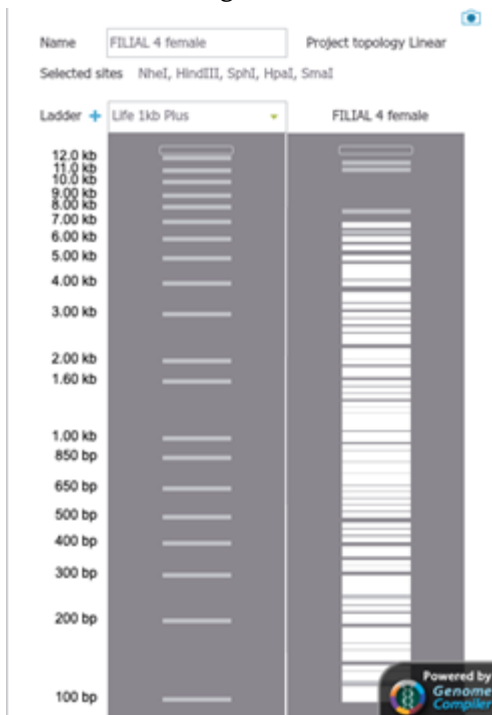 Name FILIAL 4 female Project topology Linear
Selected sites NheI, HindIII, SphI, HpaI, SmaI
Ladder + Life 1kb Plus FILIAL 4 female
12.0 kb
11.0 kb
10.0 kb
9.00 kb
8.00 kb
7.00 kb
6.00 kb
5.00 kb
4.00 kb
3.00 kb
2.00 kb
1.60 kb
1.00 kb
850 bp
650 bp
500 bp
400 bp
300 bp
200 bp
100 bp
Powered by
Genome
Compiler